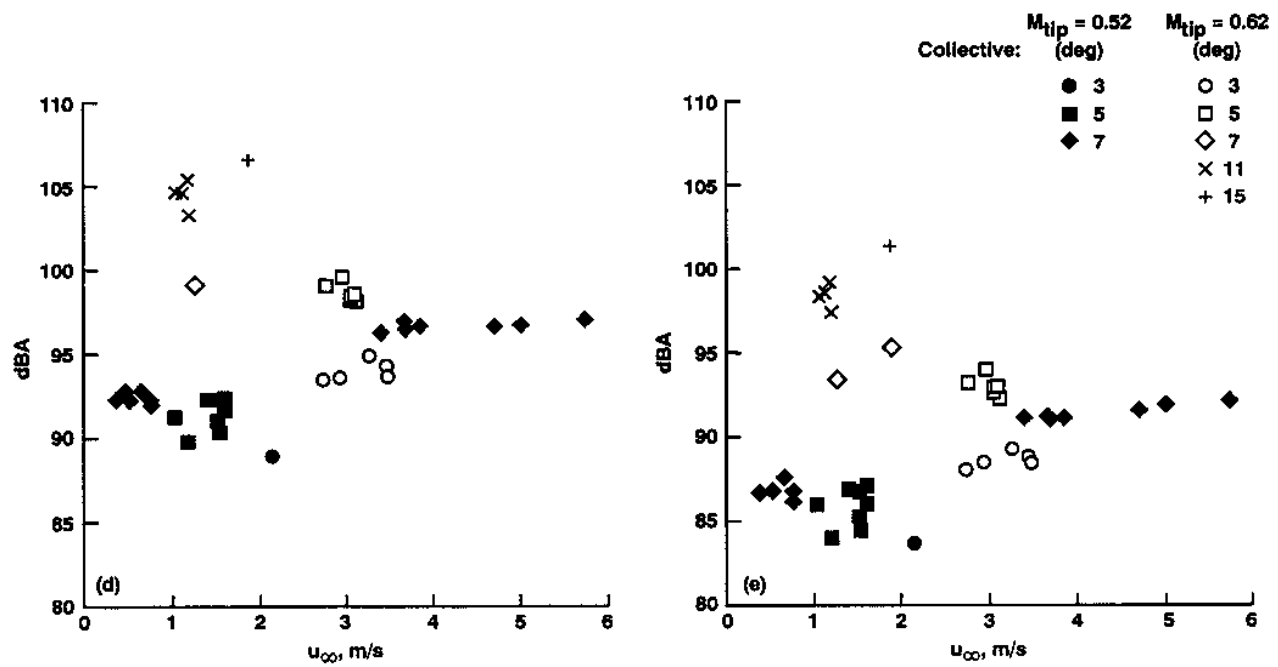 M_tip = 0.52 M_tip = 0.62
Collective: (deg) (deg)
● 3 ○ 3
■ 5 □ 5
◆ 7 ◇ 7
× 11
+ 15
110
105
100
95
90
85
80
dBA
(d)
0 1 2 3 4 5 6
u∞, m/s
110
105
100
95
90
85
80
dBA
(e)
0 1 2 3 4 5 6
u∞, m/s